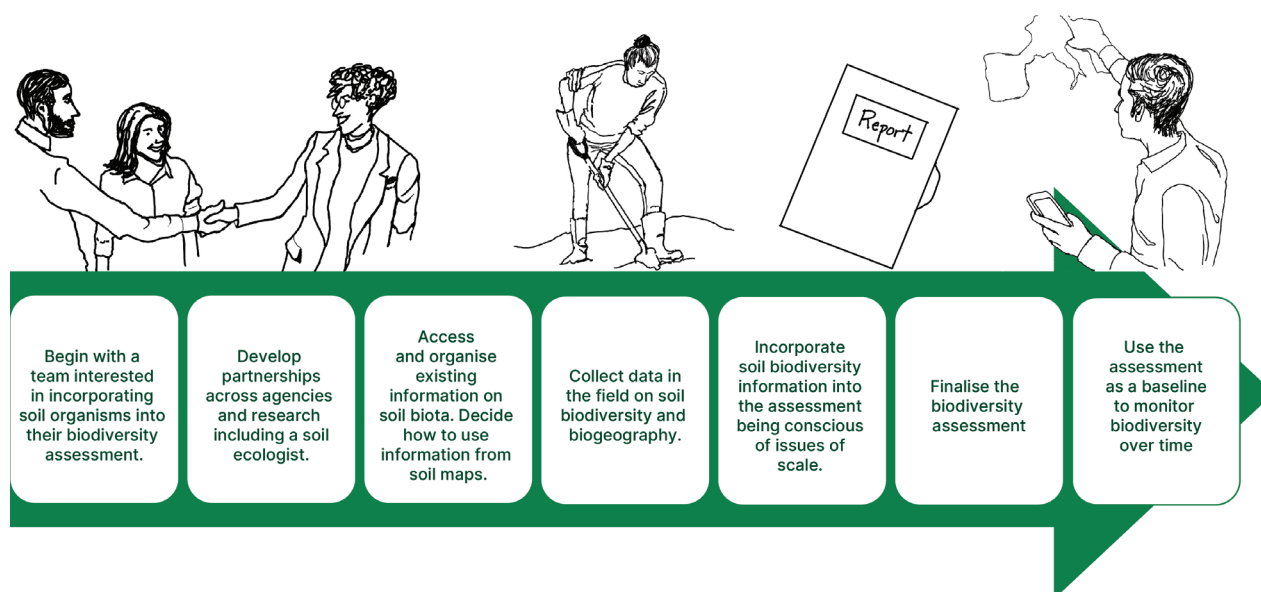 Report
Begin with a
team interested
in incorporating
soil organisms into
their biodiversity
assessment.
Develop
partnerships
across agencies
and research
including a soil
ecologist.
Access
and organise
existing
information on
soil biota. Decide
how to use
information from
soil maps.
Collect data in
the field on soil
biodiversity and
biogeography.
Incorporate
soil biodiversity
information into
the assessment
being conscious
of issues of
scale.
Finalise the
biodiversity
assessment
Use the
assessment
as a baseline
to monitor
biodiversity
over time